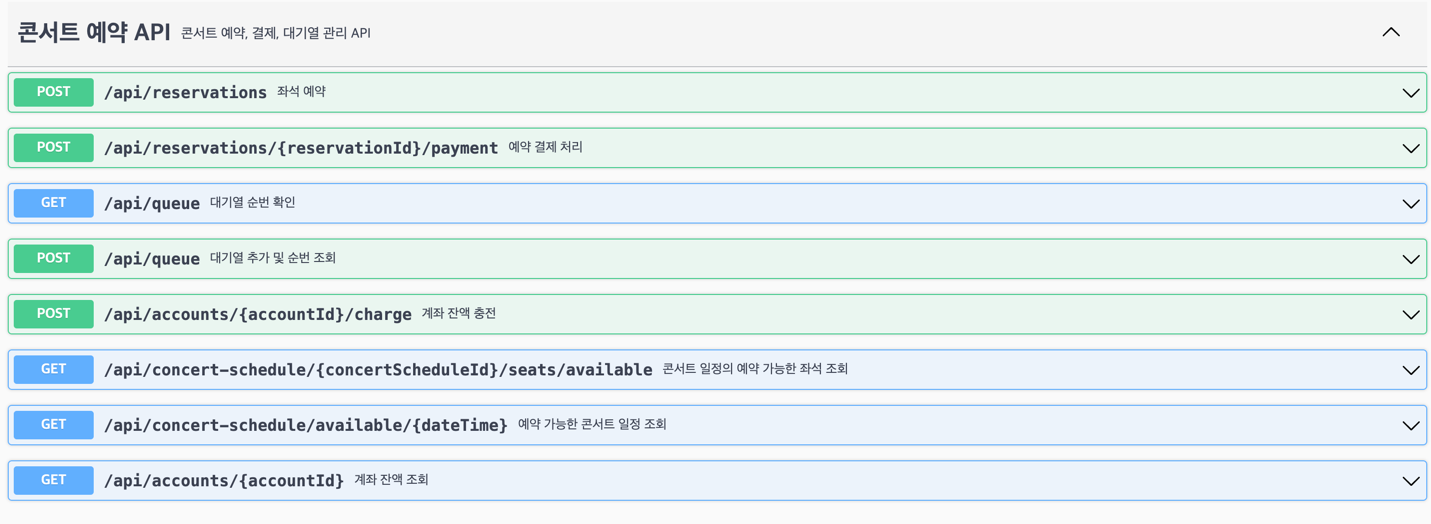 콘서트 예약 API 콘서트 예약, 결제, 대기열 관리 API
POST /api/reservations 좌석 예약
POST /api/reservations/{reservationId}/payment 예약 결제 처리
GET /api/queue 대기열 순번 확인
POST /api/queue 대기열 추가 및 순번 조회
POST /api/accounts/{accountId}/charge 계좌 잔액 충전
GET /api/concert-schedule/{concertScheduleId}/seats/available 콘서트 일정의 예약 가능한 좌석 조회
GET /api/concert-schedule/available/{dateTime} 예약 가능한 콘서트 일정 조회
GET /api/accounts/{accountId} 계좌 잔액 조회